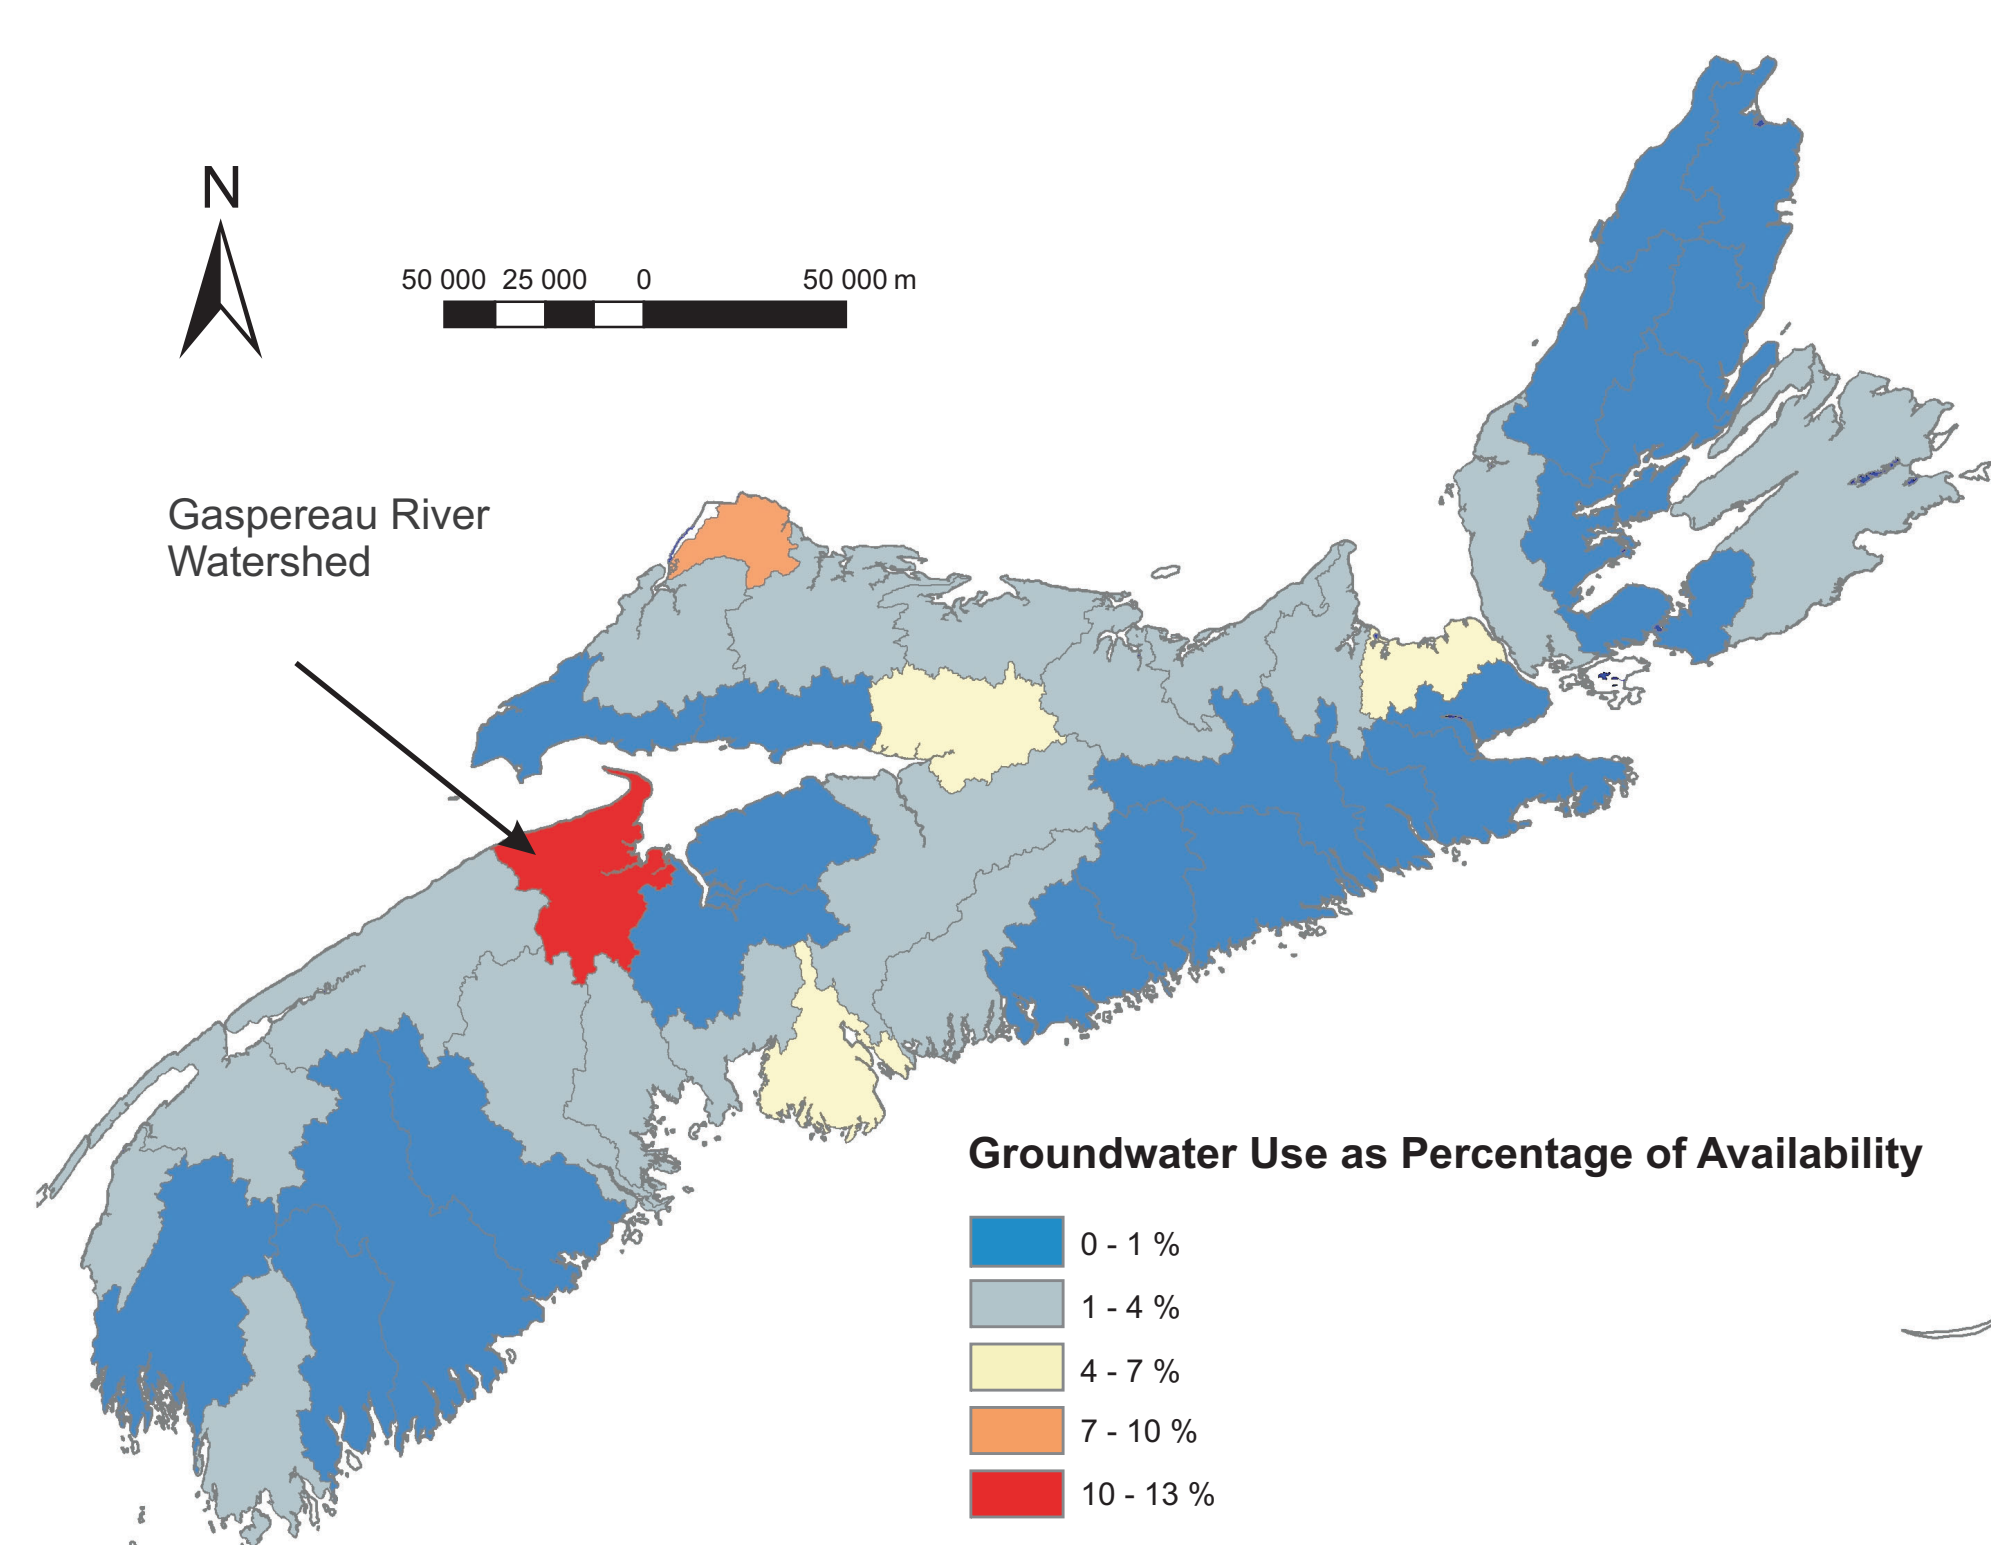 N
50 000 25 000 0 50 000 m
Gaspereau River
Watershed
Groundwater Use as Percentage of Availability
0 - 1 %
1 - 4 %
4 - 7 %
7 - 10 %
10 - 13 %